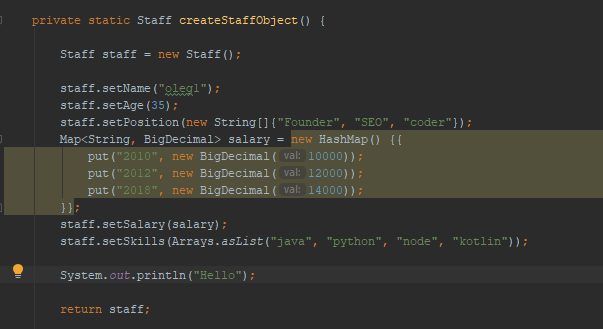 private static Staff createStaffObject() {
Staff staff = new Staff();
staff.setName("oleg1");
staff.setAge(35);
staff.setPosition(new String[]{"Founder", "SEO", "coder"});
Map<String, BigDecimal> salary = new HashMap() {{
put("2010", new BigDecimal( val: 10000));
put("2012", new BigDecimal( val: 12000));
put("2018", new BigDecimal( val: 14000));
}};
staff.setSalary(salary);
staff.setSkills(Arrays.asList("java", "python", "node", "kotlin"));
System.out.println("Hello");
return staff;